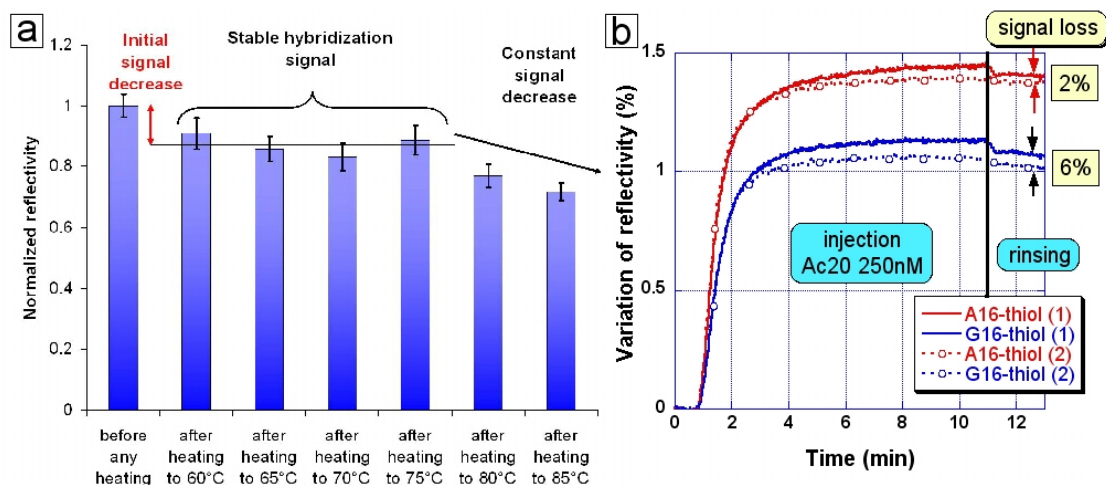 a
Initial
signal
decrease
Stable hybridization
signal
Constant
signal
decrease
Normalized reflectivity
1.2
1
0.8
0.6
0.4
0.2
0
before
any
heating
after
heating
to 60°C
after
heating
to 65°C
after
heating
to 70°C
after
heating
to 75°C
after
heating
to 80°C
after
heating
to 85°C
b
signal loss
2%
6%
Variation of reflectivity (%)
1.5
1
0.5
0
injection
Ac20 250nM
rinsing
A16-thiol (1)
G16-thiol (1)
A16-thiol (2)
G16-thiol (2)
0 2 4 6 8 10 12
Time (min)